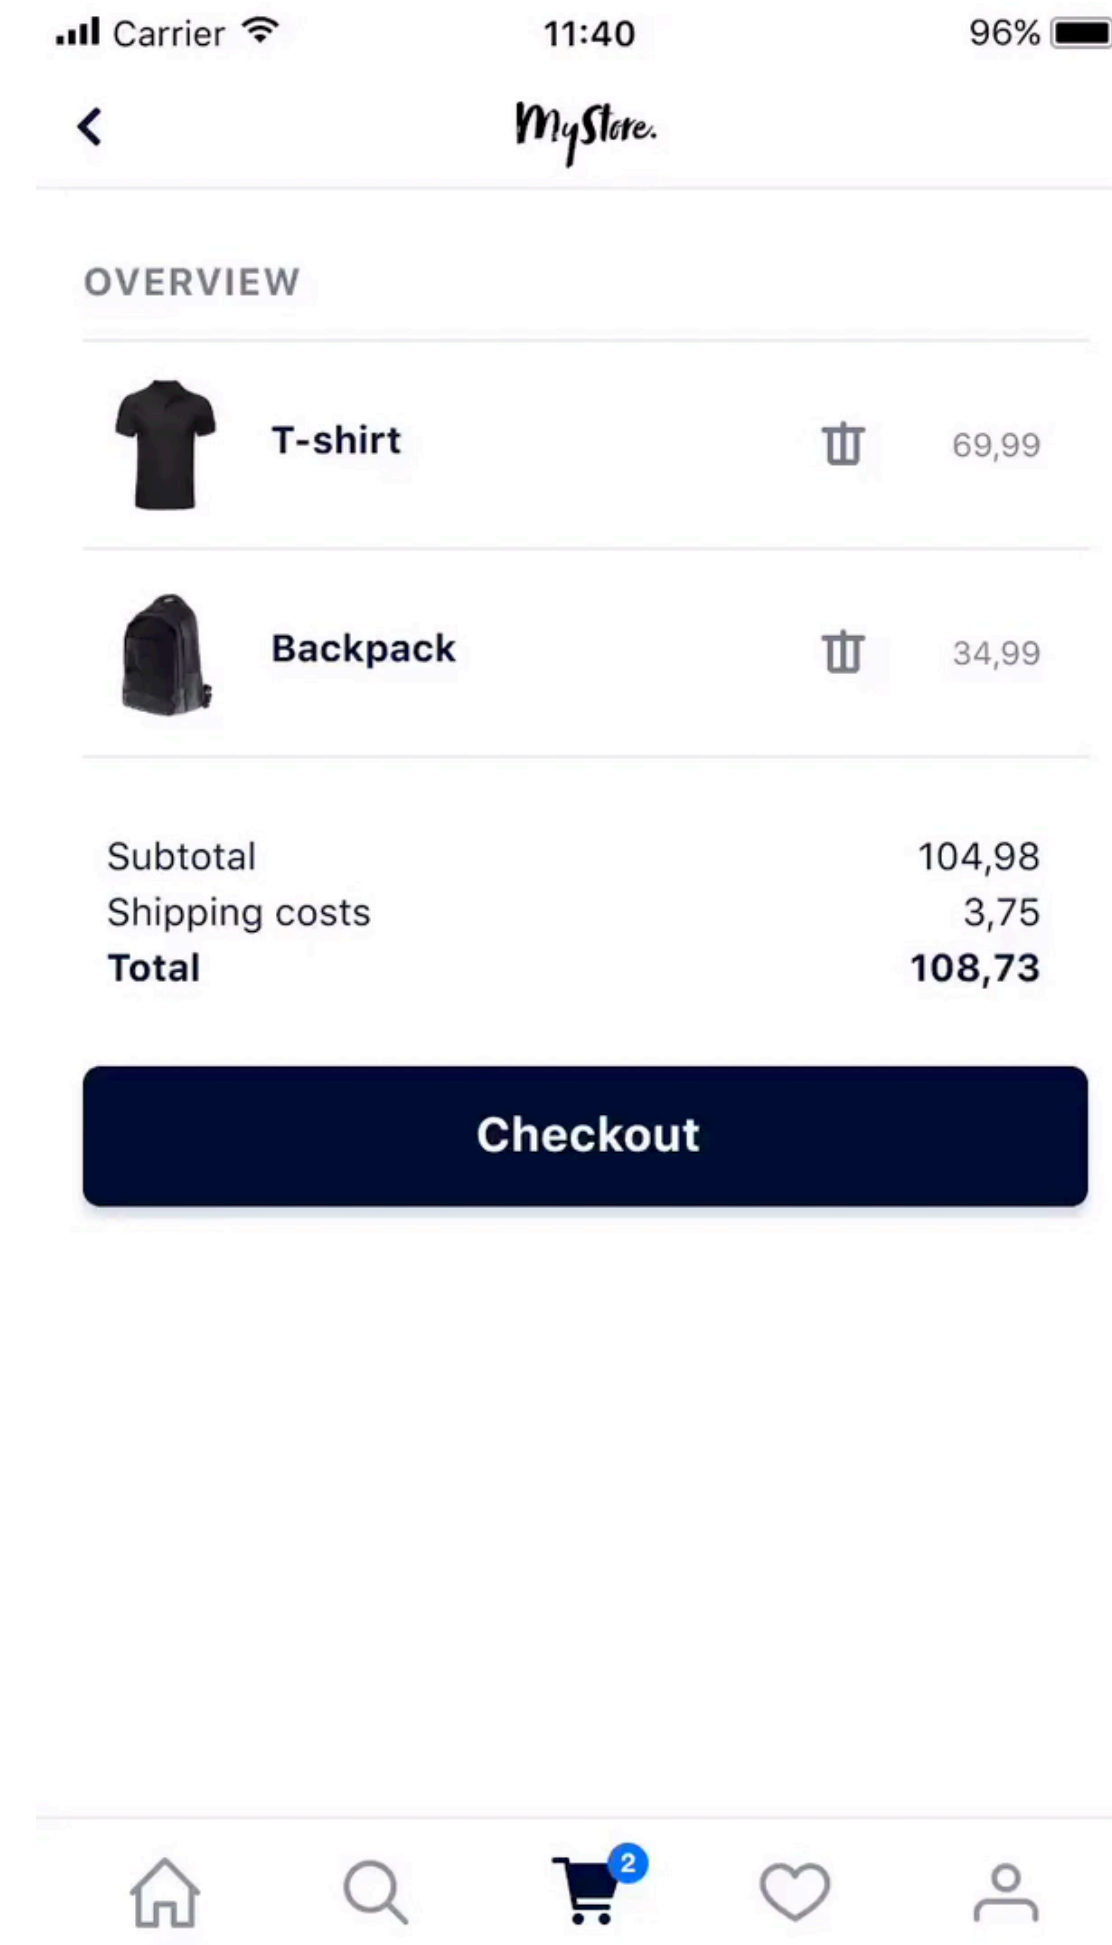 Carrier 11:40 96%
MyStore.
OVERVIEW
T-shirt 69,99
Backpack 34,99
Subtotal 104,98
Shipping costs 3,75
Total 108,73
Checkout
2